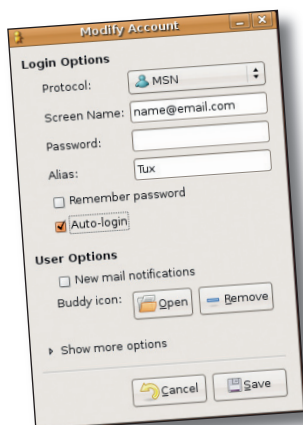 Modify Account
Login Options
Protocol: MSN
Screen Name: name@email.com
Password:
Alias: Tux
Remember password
Auto-login
User Options
New mail notifications
Buddy icon: Open Remove
Show more options
Cancel Save